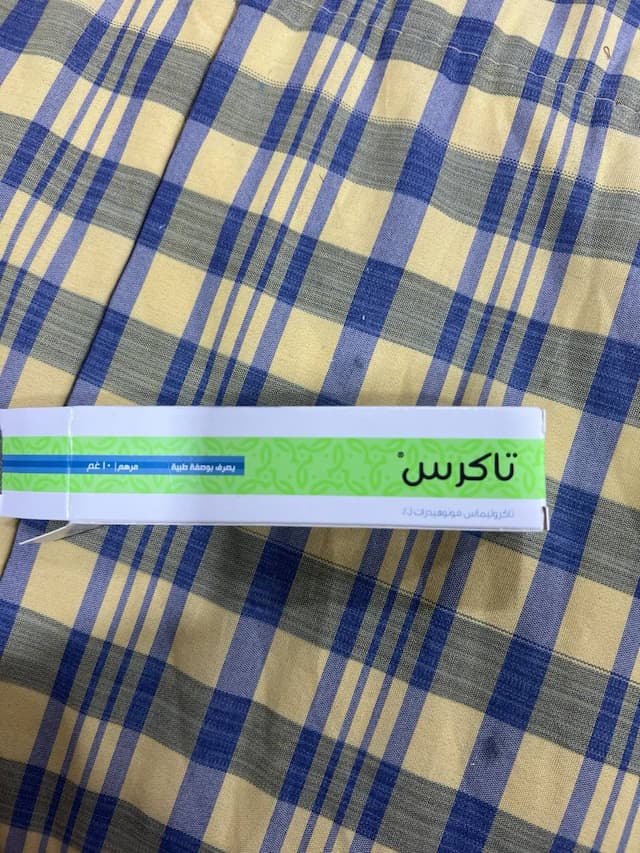 تاكرس®
يصرف بوصفة طبية | مرهم | ١٠ غم
تاكروليماس مونوهيدرات